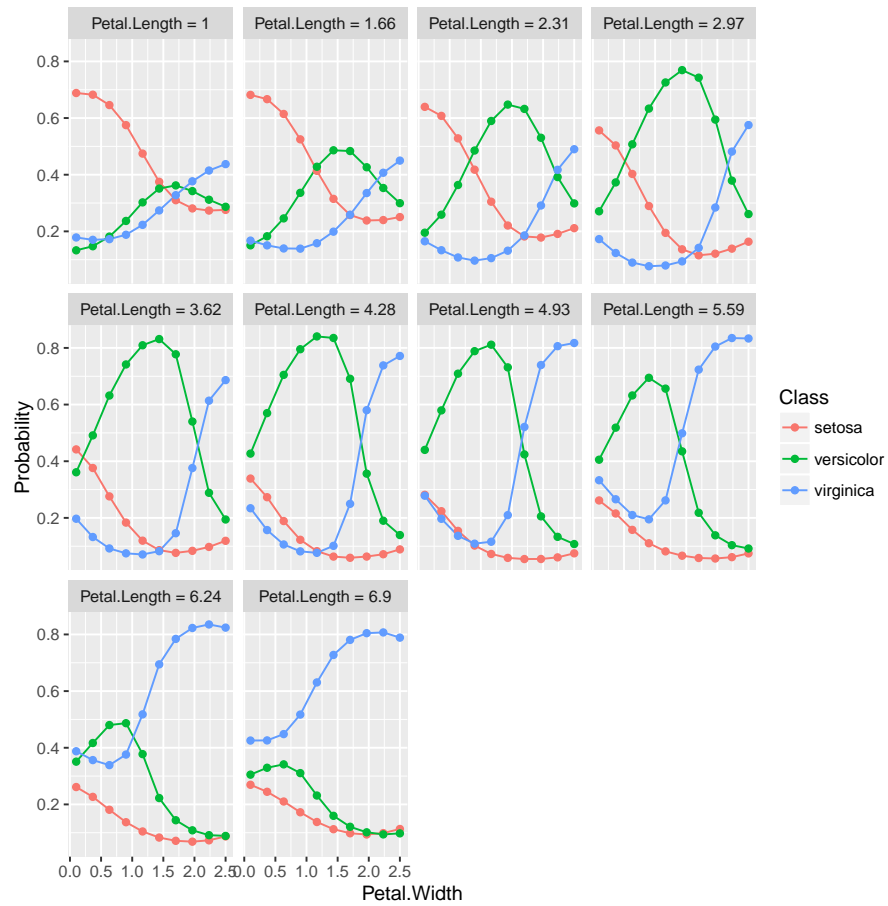 Petal.Length = 1 Petal.Length = 1.66 Petal.Length = 2.31 Petal.Length = 2.97
0.8
0.6
0.4
0.2
Petal.Length = 3.62 Petal.Length = 4.28 Petal.Length = 4.93 Petal.Length = 5.59
0.8
0.6
0.4
0.2
Probability
Class
setosa
versicolor
virginica
Petal.Length = 6.24 Petal.Length = 6.9
0.8
0.6
0.4
0.2
0.0 0.5 1.0 1.5 2.0 2.5 0.0 0.5 1.0 1.5 2.0 2.5
Petal.Width